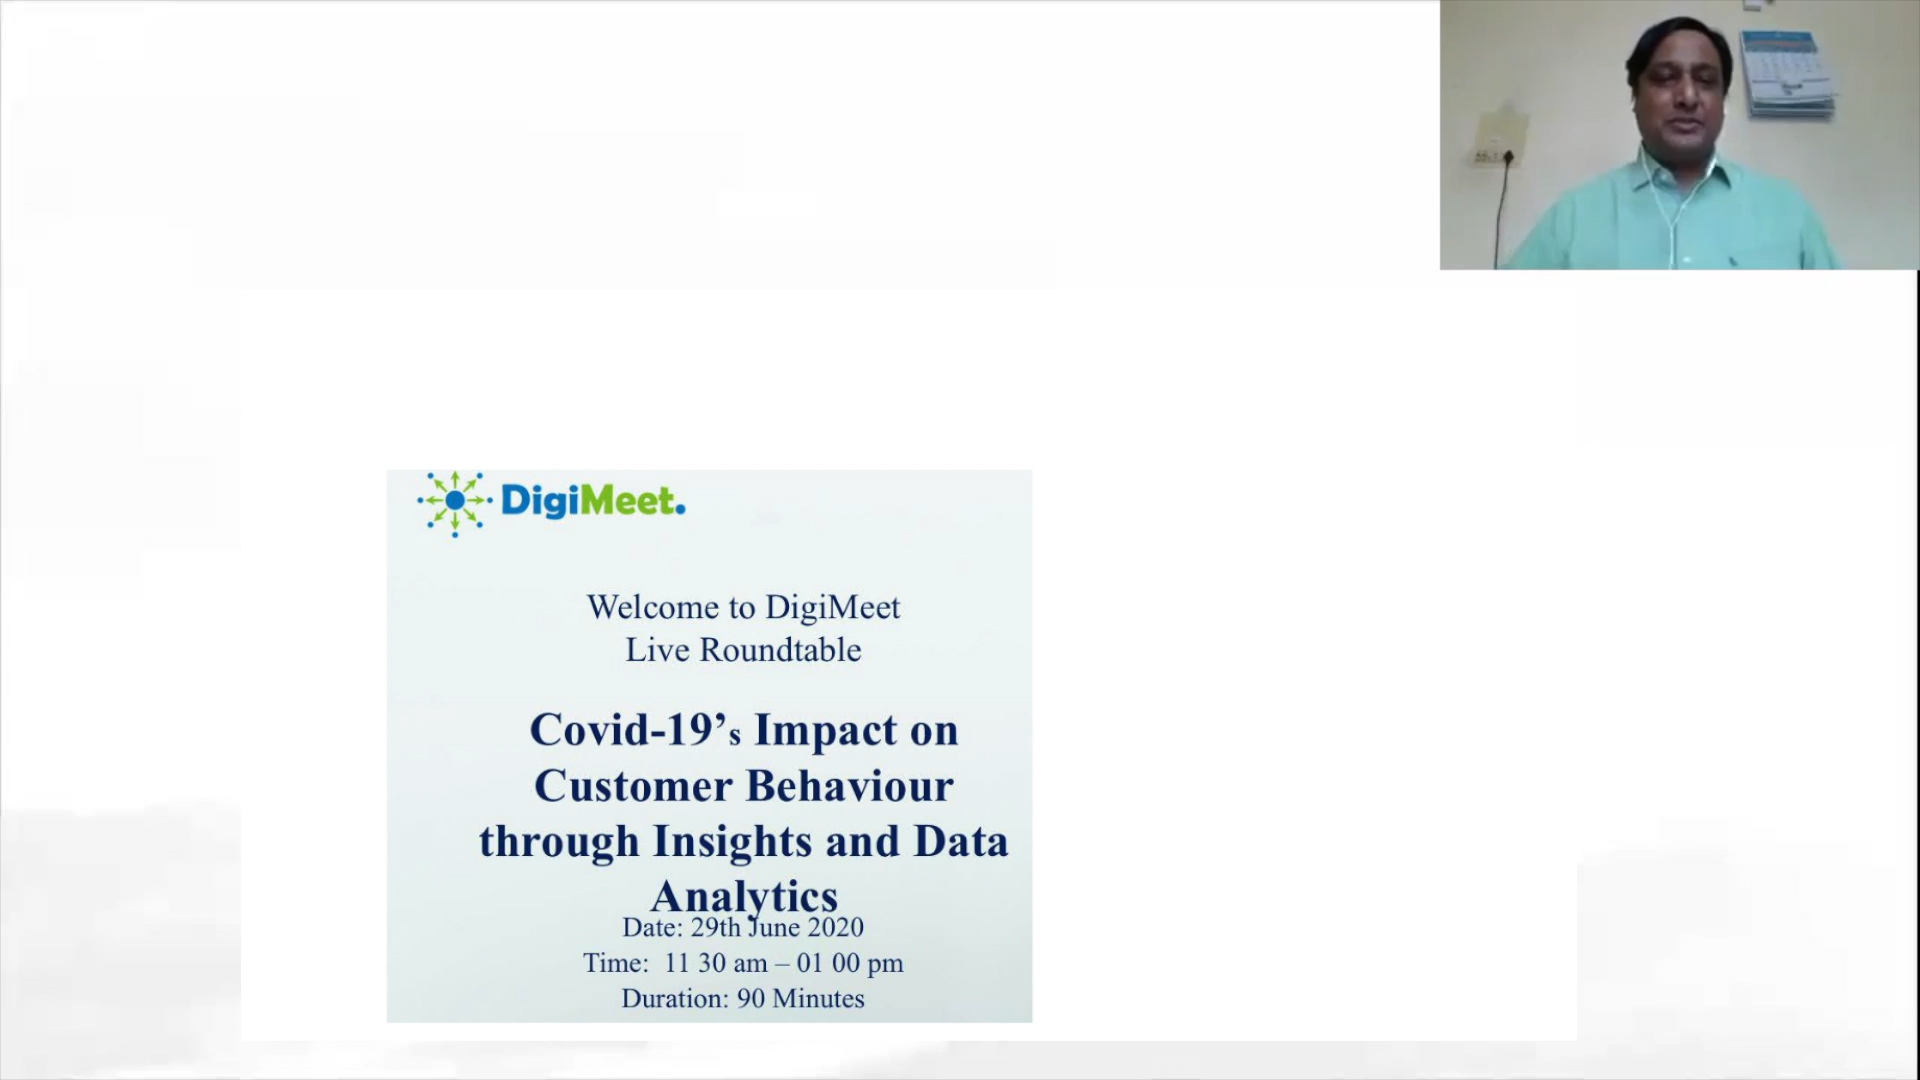 DigiMeet.
Welcome to DigiMeet
Live Roundtable
Covid-19’s Impact on
Customer Behaviour
through Insights and Data
Analytics
Date: 29th June 2020
Time: 11 30 am – 01 00 pm
Duration: 90 Minutes